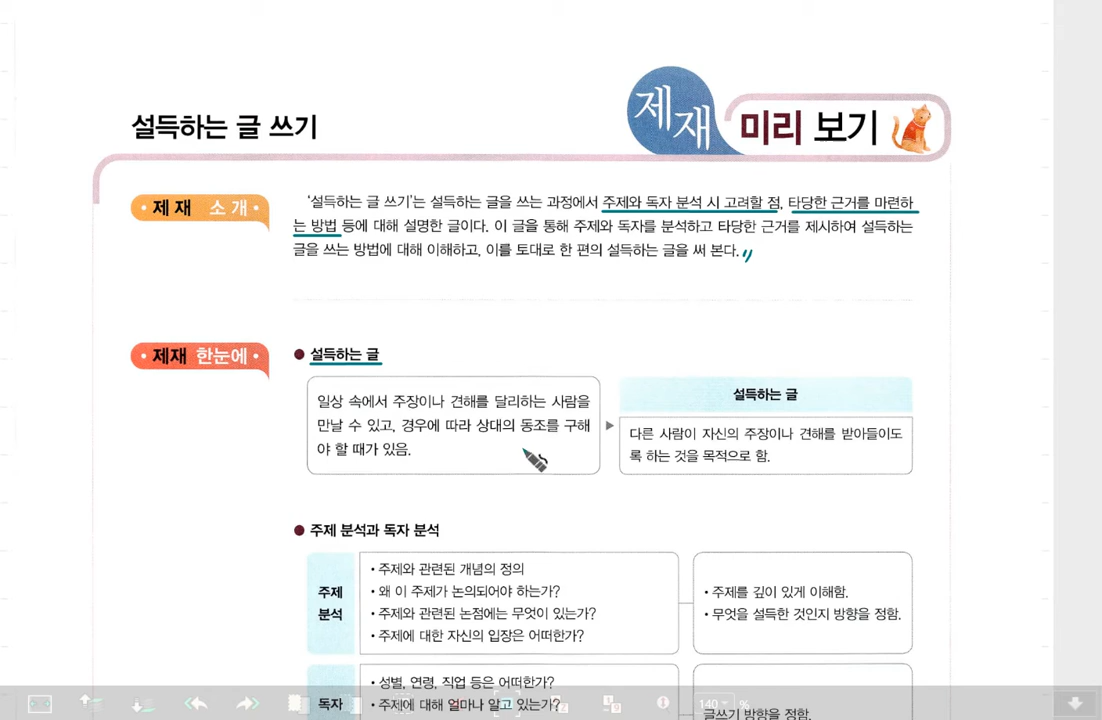 설득하는 글 쓰기
제재 미리 보기
제재 소개
'설득하는 글 쓰기'는 설득하는 글을 쓰는 과정에서 주제와 독자 분석 시 고려할 점, 타당한 근거를 마련하
는 방법 등에 대해 설명한 글이다. 이 글을 통해 주제와 독자를 분석하고 타당한 근거를 제시하여 설득하는
글을 쓰는 방법에 대해 이해하고, 이를 토대로 한 편의 설득하는 글을 써 본다.
제재 한눈에
● 설득하는 글
일상 속에서 주장이나 견해를 달리하는 사람을
만날 수 있고, 경우에 따라 상대의 동조를 구해
야 할 때가 있음.
설득하는 글
다른 사람이 자신의 주장이나 견해를 받아들이도
록 하는 것을 목적으로 함.
● 주제 분석과 독자 분석
주제
분석
• 주제와 관련된 개념의 정의
• 왜 이 주제가 논의되어야 하는가?
• 주제와 관련된 논점에는 무엇이 있는가?
• 주제에 대한 자신의 입장은 어떠한가?
• 주제를 깊이 있게 이해함.
• 무엇을 설득한 것인지 방향을 정함.
독자
• 성별, 연령, 직업 등은 어떠한가?
• 주제에 대해 얼마나 알고 있는가?
글쓰기 방향을 정함.
140 %